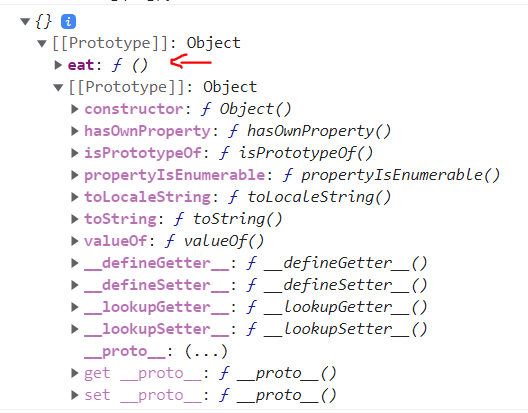 ▼{} i
▼[[Prototype]]: Object
▶eat: ƒ ()
▼[[Prototype]]: Object
▶constructor: ƒ Object()
▶hasOwnProperty: ƒ hasOwnProperty()
▶isPrototypeOf: ƒ isPrototypeOf()
▶propertyIsEnumerable: ƒ propertyIsEnumerable()
▶toLocaleString: ƒ toLocaleString()
▶toString: ƒ toString()
▶valueOf: ƒ valueOf()
▶__defineGetter__: ƒ __defineGetter__()
▶__defineSetter__: ƒ __defineSetter__()
▶__lookupGetter__: ƒ __lookupGetter__()
▶__lookupSetter__: ƒ __lookupSetter__()
__proto__: (...)
▶get __proto__: ƒ __proto__()
▶set __proto__: ƒ __proto__()